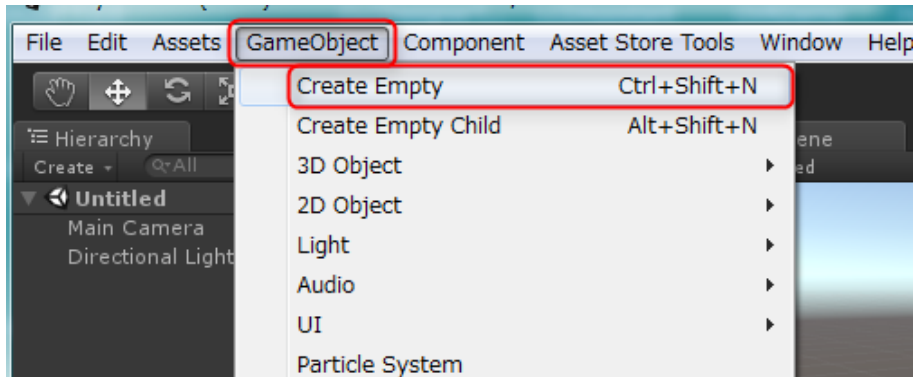 File Edit Assets GameObject Component Asset Store Tools Window Help
Create Empty Ctrl+Shift+N
Hierarchy
Create Empty Child Alt+Shift+N
Create All
3D Object
Untitled
2D Object
Main Camera
Light
Directional Light
Audio
UI
Particle System